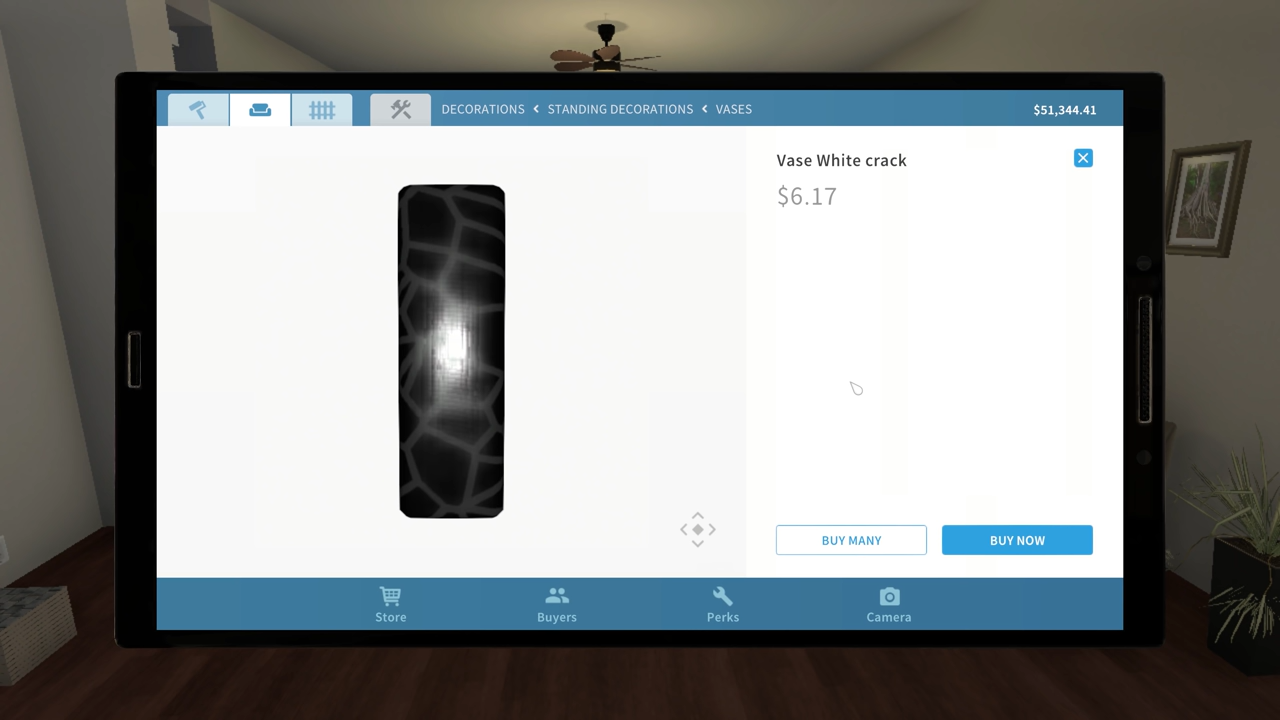 DECORATIONS < STANDING DECORATIONS < VASES
$51,344.41
Vase White crack
$6.17
BUY MANY
BUY NOW
Store
Buyers
Perks
Camera